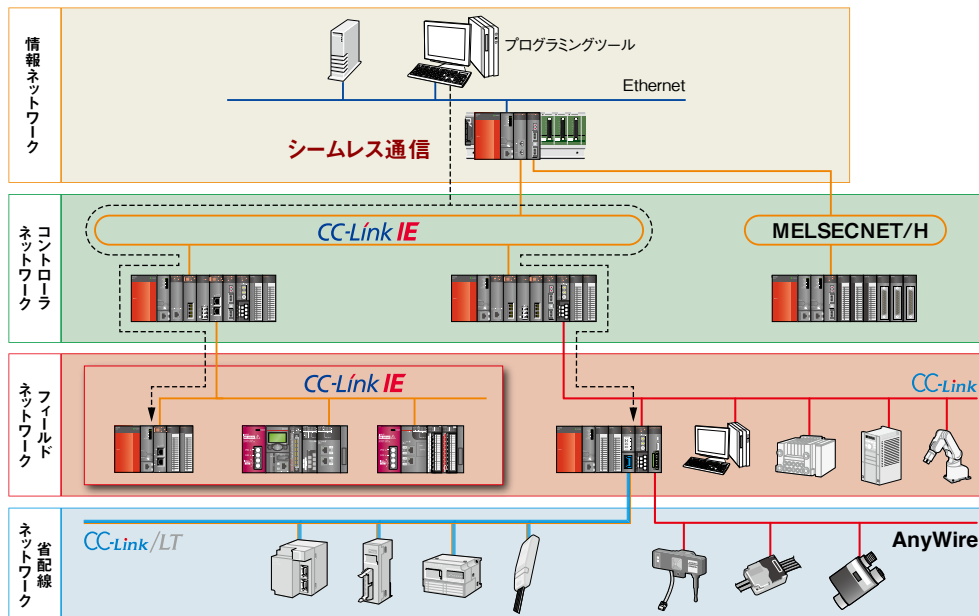 情報ネットワーク
プログラミングツール
Ethernet
シームレス通信
コントローラ
ネットワーク
CC-Link IE
MELSECNET/H
フィールド
ネットワーク
CC-Link IE
CC-Link
省配線
ネットワーク
CC-Link/LT
AnyWire